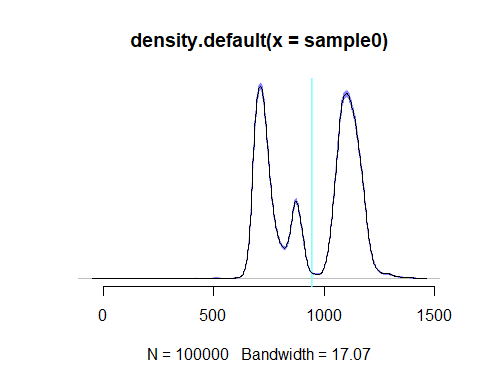 density.default(x = sample0)
0 500 1000 1500
N = 100000 Bandwidth = 17.07